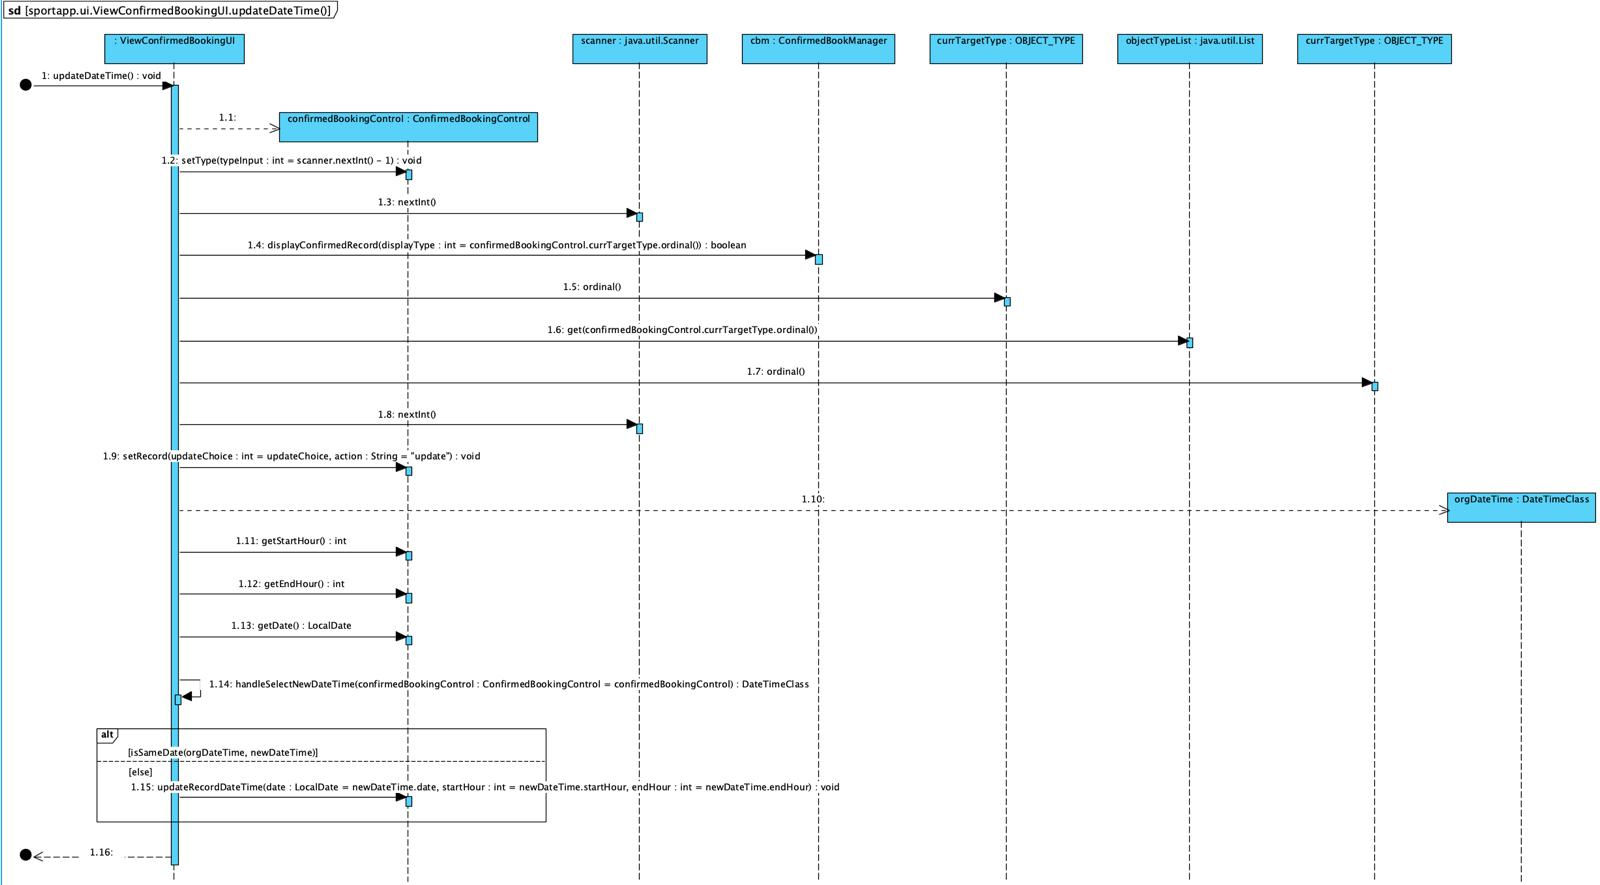 sd [sportapp.ui.ViewConfirmedBookingUI.updateDateTime()]
: ViewConfirmedBookingUI
scanner : java.util.Scanner
cbm : ConfirmedBookManager
currTargetType : OBJECT_TYPE
objectTypeList : java.util.List
currTargetType : OBJECT_TYPE
1: updateDateTime() : void
1.1:
confirmedBookingControl : ConfirmedBookingControl
1.2: setType(typeInput : int = scanner.nextInt() - 1) : void
1.3: nextInt()
1.4: displayConfirmedRecord(displayType : int = confirmedBookingControl.currTargetType.ordinal()) : boolean
1.5: ordinal()
1.6: get(confirmedBookingControl.currTargetType.ordinal())
1.7: ordinal()
1.8: nextInt()
1.9: setRecord(updateChoice : int = updateChoice, action : String = "update") : void
1.10:
orgDateTime : DateTimeClass
1.11: getStartHour() : int
1.12: getEndHour() : int
1.13: getDate() : LocalDate
1.14: handleSelectNewDateTime(confirmedBookingControl : ConfirmedBookingControl = confirmedBookingControl) : DateTimeClass
alt
[isSameDate(orgDateTime, newDateTime)]
[else]
1.15: updateRecordDateTime(date : LocalDate = newDateTime.date, startHour : int = newDateTime.startHour, endHour : int = newDateTime.endHour) : void
1.16: